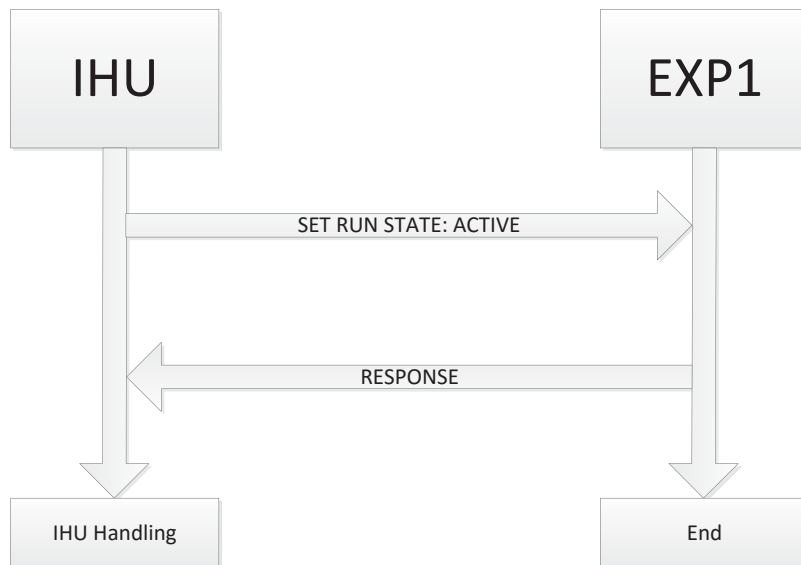 IHU
EXP1
SET RUN STATE: ACTIVE
RESPONSE
IHU Handling
End